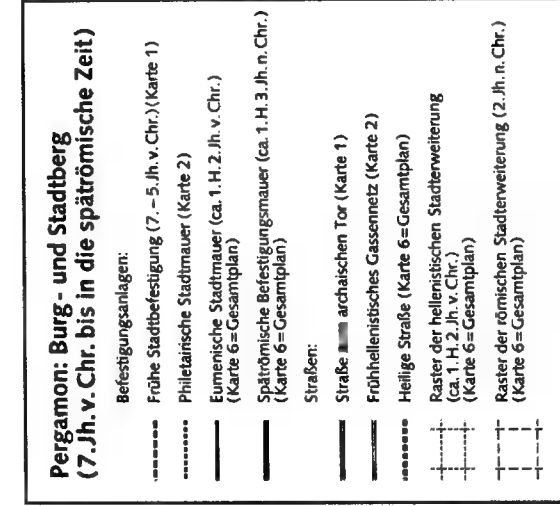 Pergamon: Burg- und Stadtberg
(7. Jh. v. Chr. bis in die spätrömische Zeit)
Befestigungsanlagen:
Frühe Stadtbefestigung (7.–5. Jh. v. Chr.) (Karte 1)
Philetairische Stadtmauer (Karte 2)
Eumenische Stadtmauer (ca. 1. H. 2. Jh. v. Chr.)
(Karte 6=Gesamtplan)
Spätrömische Befestigungsmauer (ca. 1. H. 3. Jh. n. Chr.)
(Karte 6=Gesamtplan)
Straßen:
Straße archaischen Tor (Karte 1)
Frühhellenistisches Gassennetz (Karte 2)
Heilige Straße (Karte 6=Gesamtplan)
Raster der hellenistischen Stadterweiterung
(ca. 1. H. 2. Jh. v. Chr.)
(Karte 6=Gesamtplan)
Raster der römischen Stadterweiterung (2. Jh. n. Chr.)
(Karte 6=Gesamtplan)